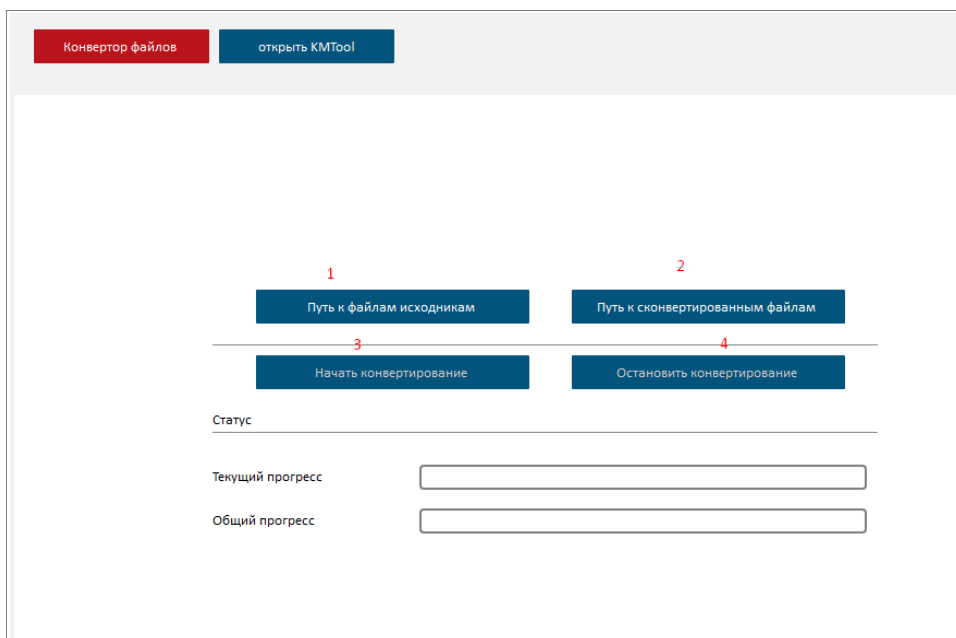 Конвертор файлов открыть KMTool
1 2
Путь к файлам исходникам Путь к сконвертированным файлам
3 4
Начать конвертирование Остановить конвертирование
Статус
Текущий прогресс
Общий прогресс